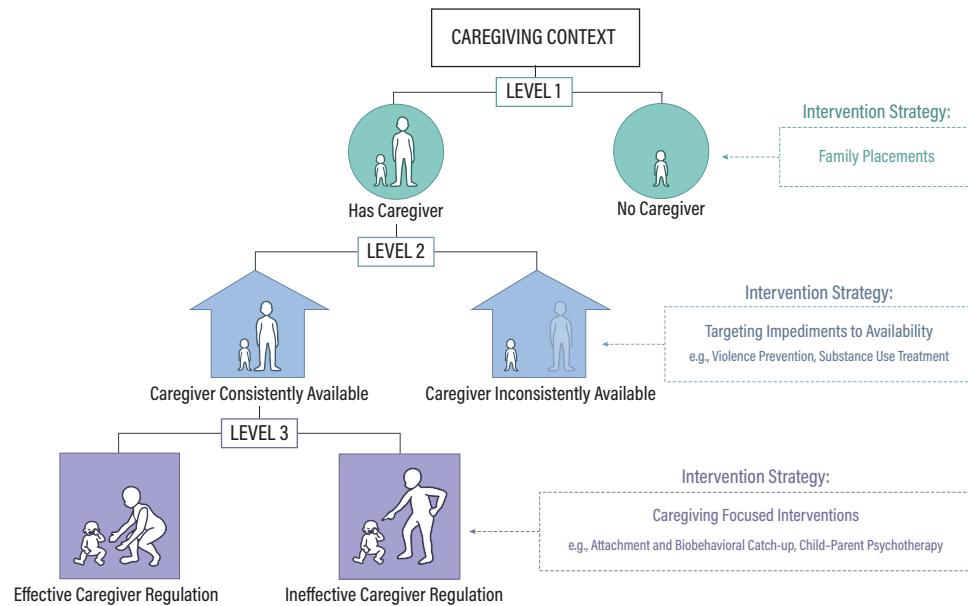 CAREGIVING CONTEXT
LEVEL 1
Has Caregiver
No Caregiver
Intervention Strategy:
Family Placements
LEVEL 2
Caregiver Consistently Available
Caregiver Inconsistently Available
Intervention Strategy:
Targeting Impediments to Availability
e.g., Violence Prevention, Substance Use Treatment
LEVEL 3
Effective Caregiver Regulation
Ineffective Caregiver Regulation
Intervention Strategy:
Caregiving Focused Interventions
e.g., Attachment and Biobehavioral Catch-up, Child–Parent Psychotherapy